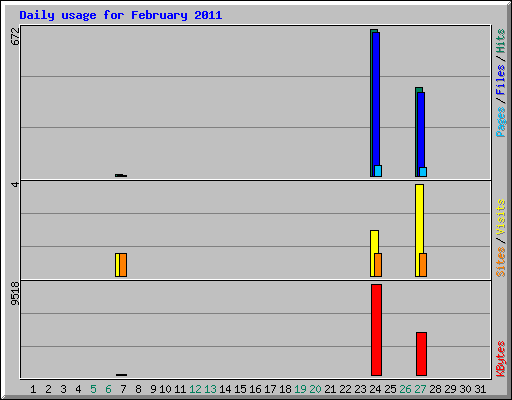 Daily usage for February 2011
672
4
9518
Pages/Files/Hits
Sites/Visits
KBytes
1 2 3 4 5 6 7 8 9 10 11 12 13 14 15 16 17 18 19 20 21 22 23 24 25 26 27 28 29 30 31